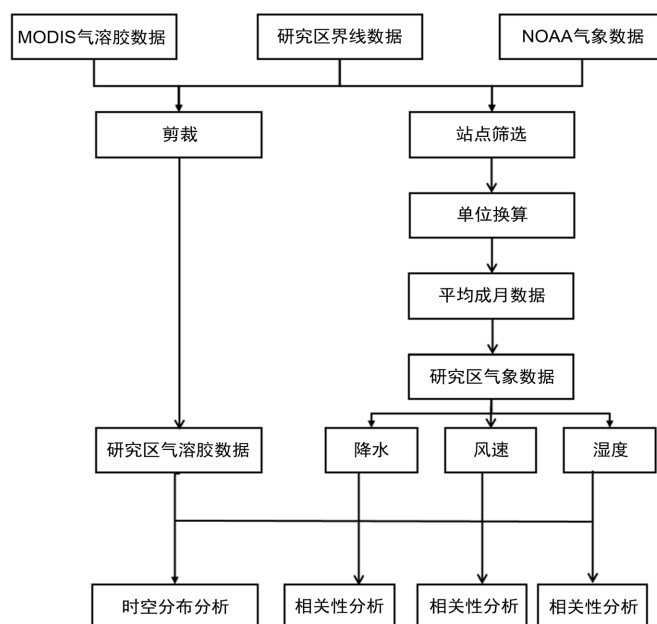 MODIS气溶胶数据
研究区界线数据
NOAA气象数据
剪裁
站点筛选
单位换算
平均成月数据
研究区气象数据
研究区气溶胶数据
降水
风速
湿度
时空分布分析
相关性分析
相关性分析
相关性分析